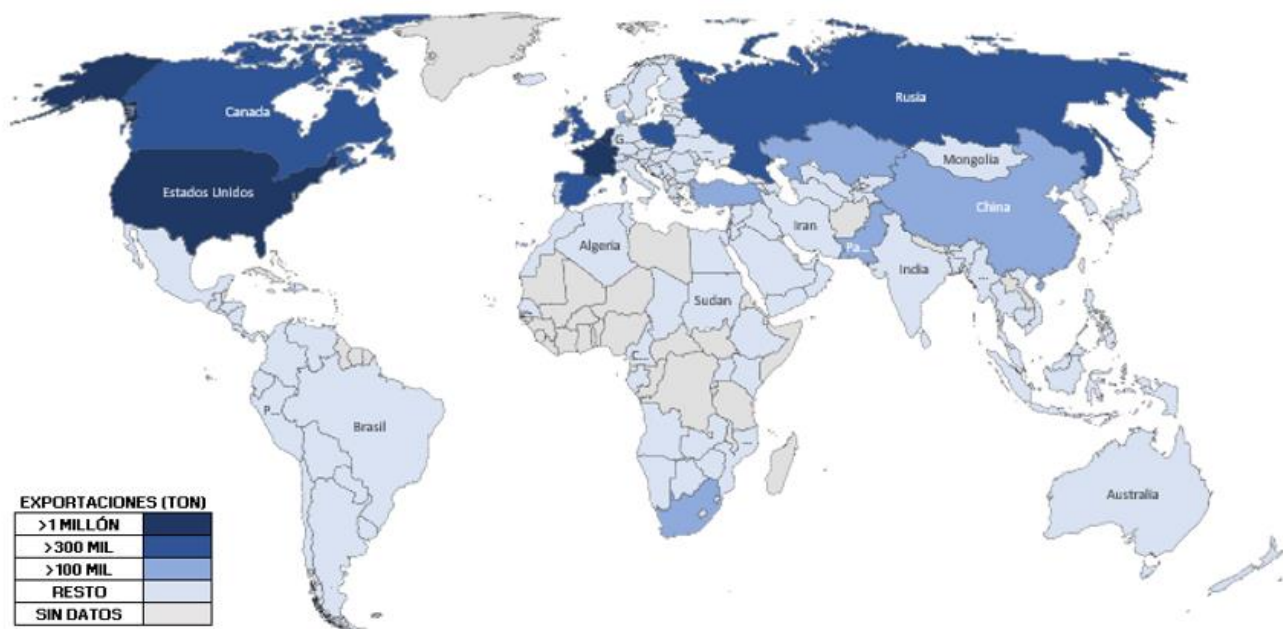 Canada
Rusia
G...
Mongolia
Estados Unidos
China
Algeria
Iran
Pa...
India
...
Sudan
C...
P...
Brasil
...
Australia
EXPORTACIONES (TON)
>1 MILLÓN
>300 MIL
>100 MIL
RESTO
SIN DATOS